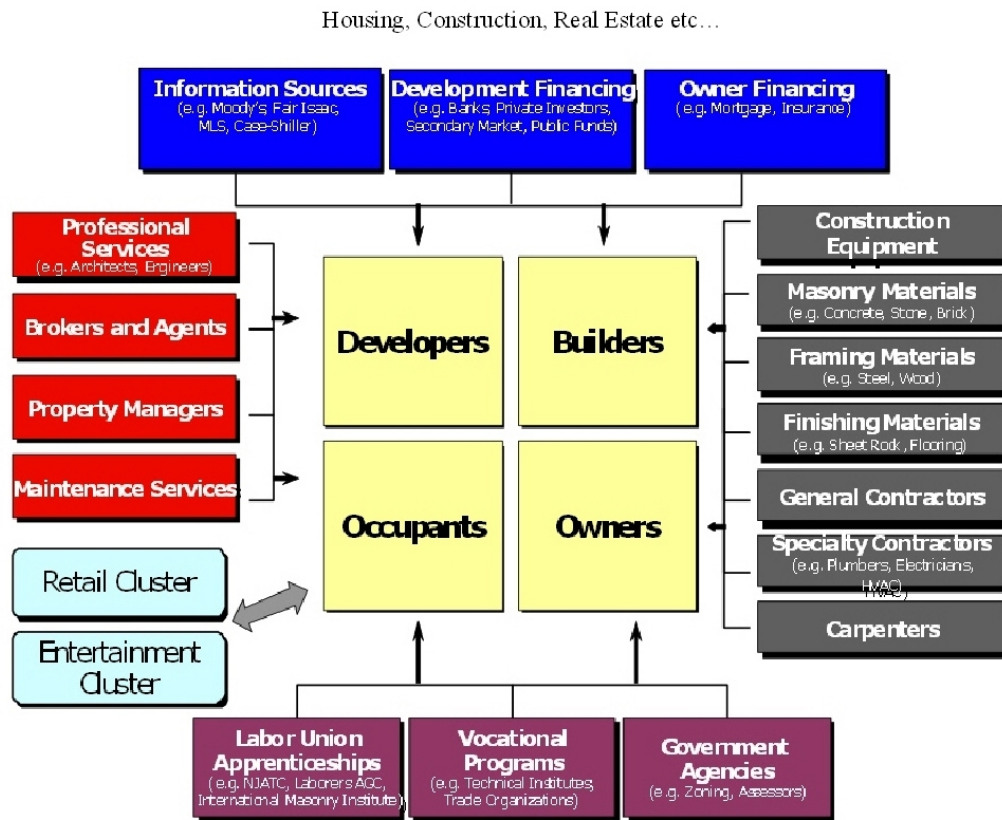 Housing, Construction, Real Estate etc…
Information Sources
(e.g. Moody's, Fair Isaac,
MLS, Case-Shiller)
Development Financing
(e.g. Banks, Private Investors,
Secondary Market, Public Funds)
Owner Financing
(e.g. Mortgage, Insurance)
Professional
Services
(e.g. Architects, Engineers)
Brokers and Agents
Property Managers
Maintenance Services
Retail Cluster
Entertainment
Cluster
Developers
Builders
Occupants
Owners
Construction
Equipment
Masonry Materials
(e.g. Concrete, Stone, Brick)
Framing Materials
(e.g. Steel, Wood)
Finishing Materials
(e.g. Sheet Rock, Flooring)
General Contractors
Specialty Contractors
(e.g. Plumbers, Electricians,
HVAC)
Carpenters
Labor Union
Apprenticeships
(e.g. NJATC, Laborers AGC,
International Masonry Institute)
Vocational
Programs
(e.g. Technical Institutes,
Trade Organizations)
Government
Agencies
(e.g. Zoning, Assessors)